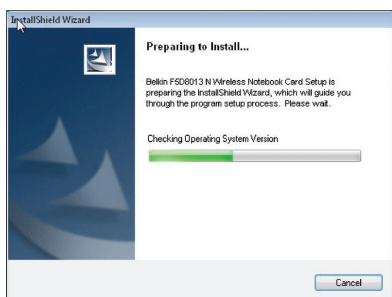 InstallShield Wizard
Preparing to Install...
Belkin F5D8013 N Wireless Notebook Card Setup is
preparing the InstallShield Wizard, which will guide you
through the program setup process. Please wait.
Checking Operating System Version
Cancel